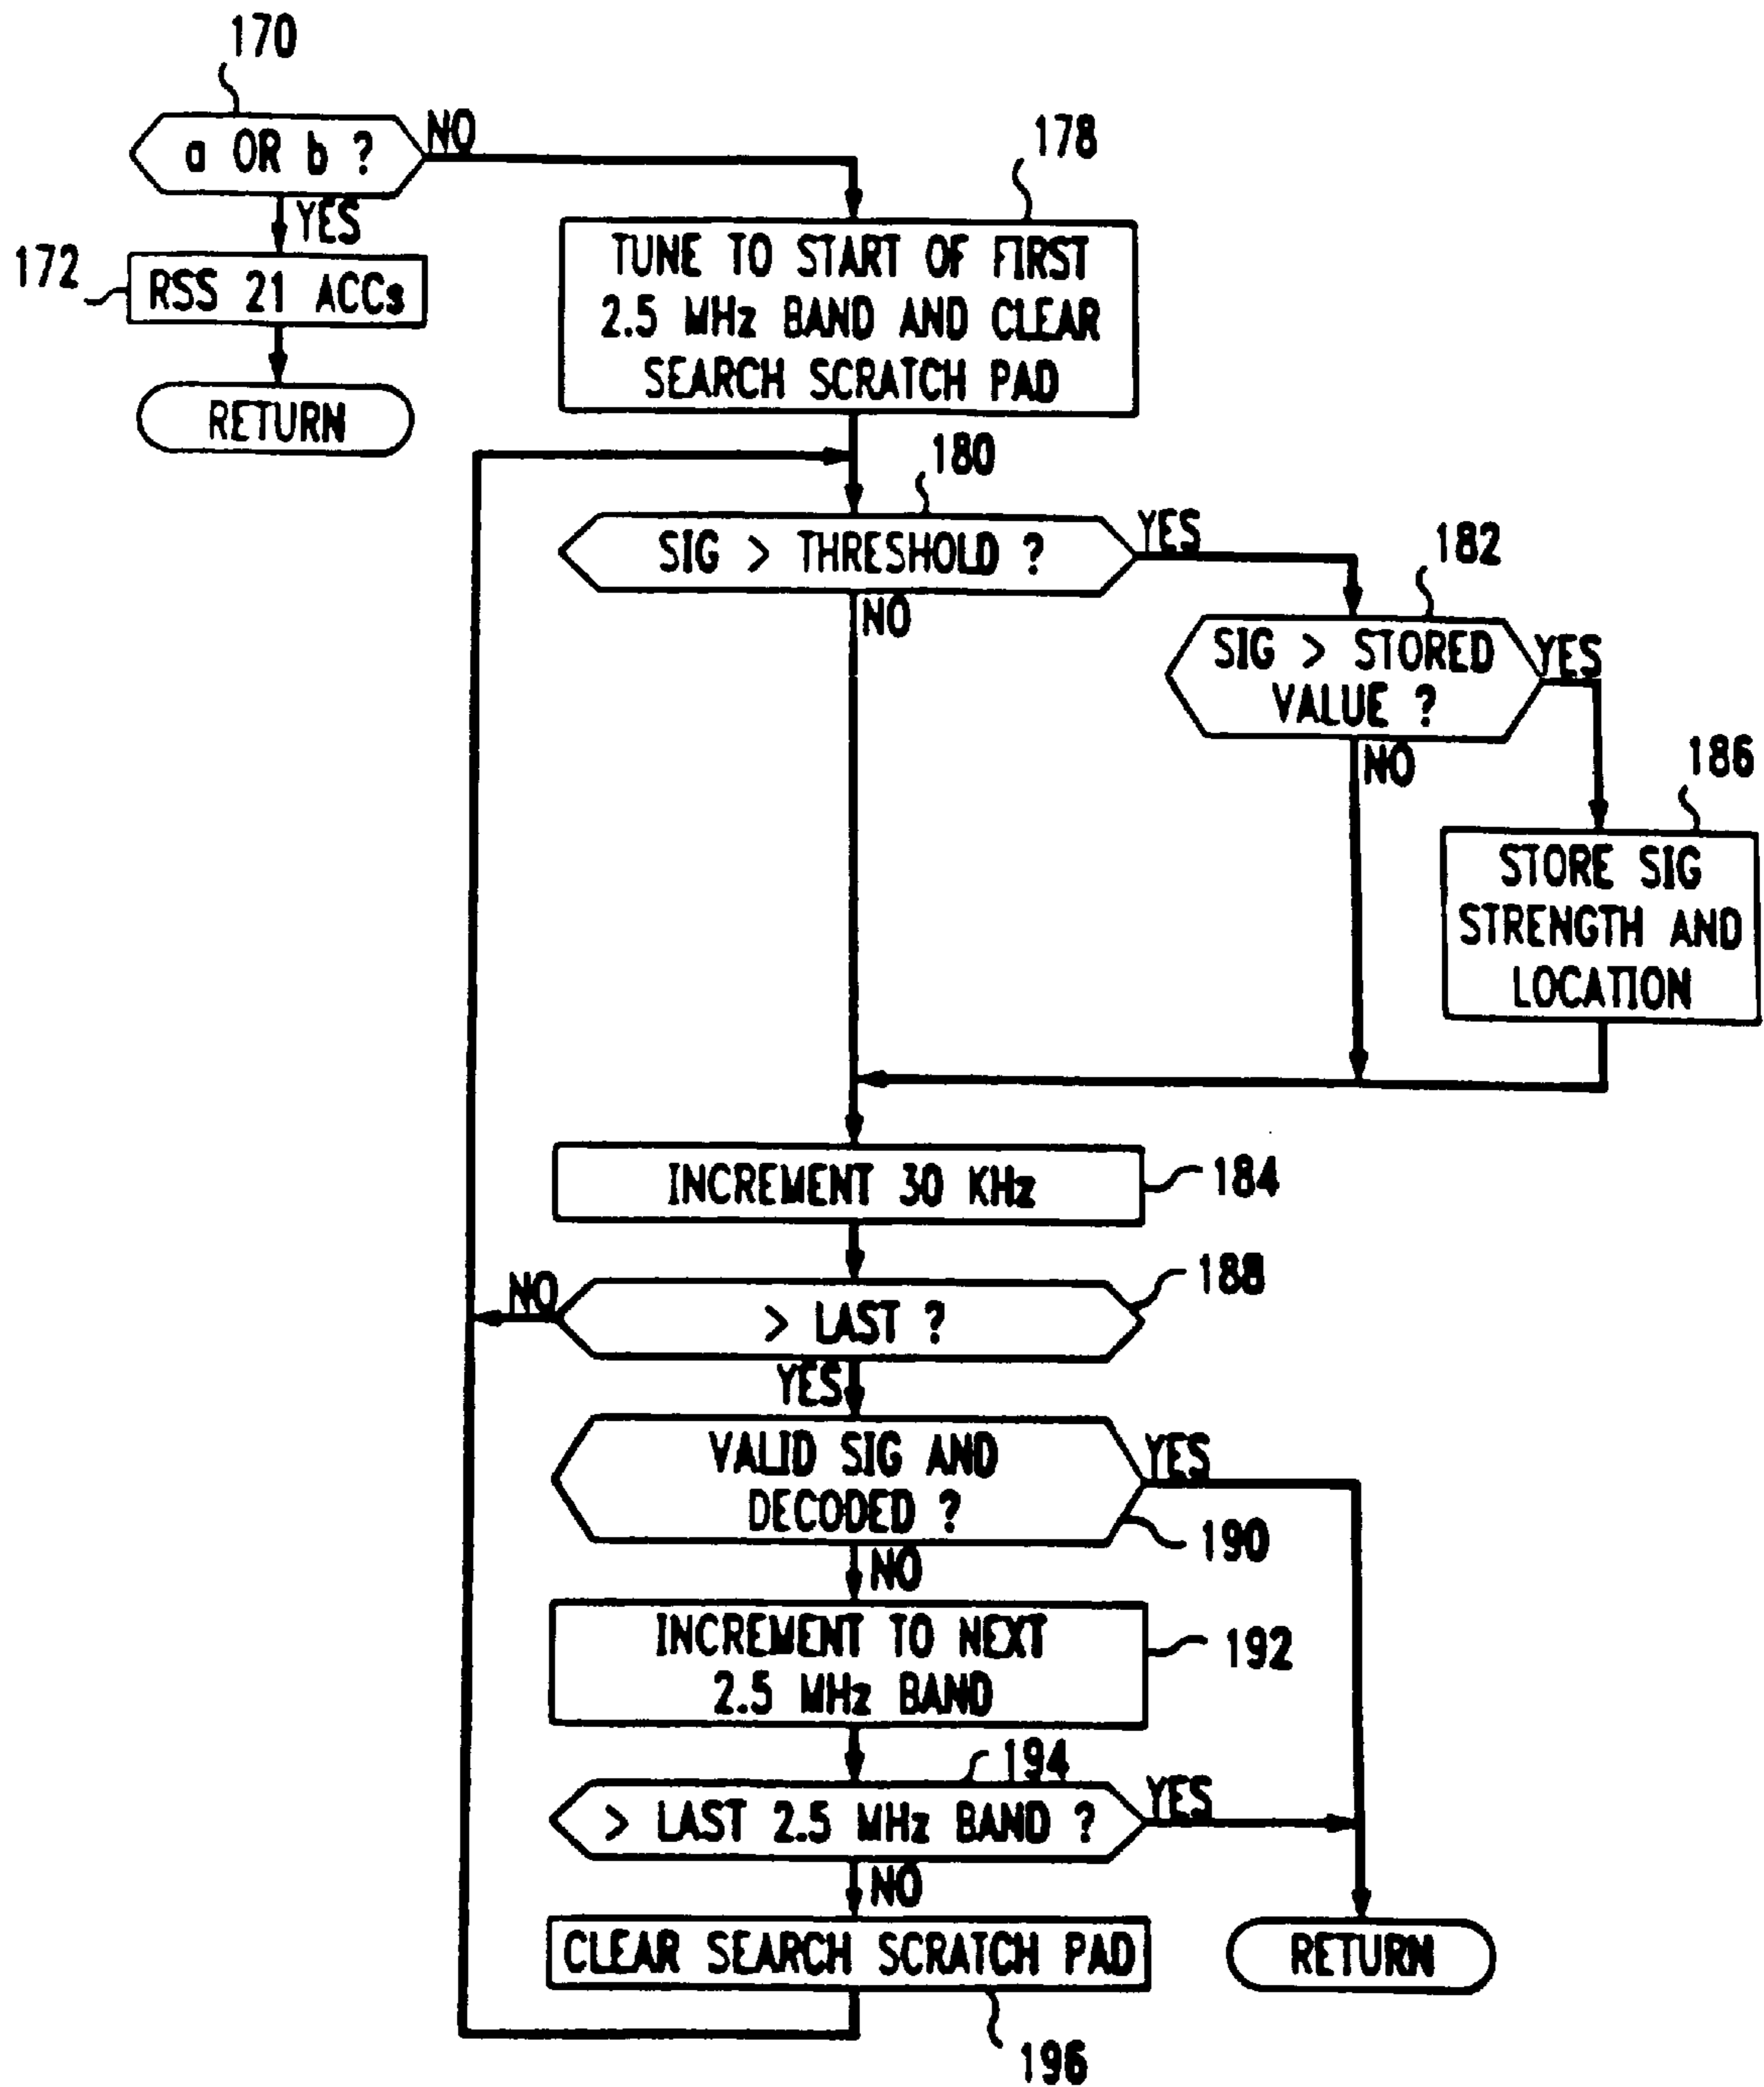 170
a OR b ?
NO
YES
172
RSS 21 ACCs
RETURN
178
TUNE TO START OF FIRST
2.5 MHz BAND AND CLEAR
SEARCH SCRATCH PAD
180
SIG > THRESHOLD ?
YES
NO
182
SIG > STORED
VALUE ?
YES
NO
186
STORE SIG
STRENGTH AND
LOCATION
INCREMENT 30 KHz
184
188
> LAST ?
NO
YES
VALID SIG AND
DECODED ?
YES
190
NO
INCREMENT TO NEXT
2.5 MHz BAND
192
194
> LAST 2.5 MHz BAND ?
YES
NO
CLEAR SEARCH SCRATCH PAD
196
RETURN